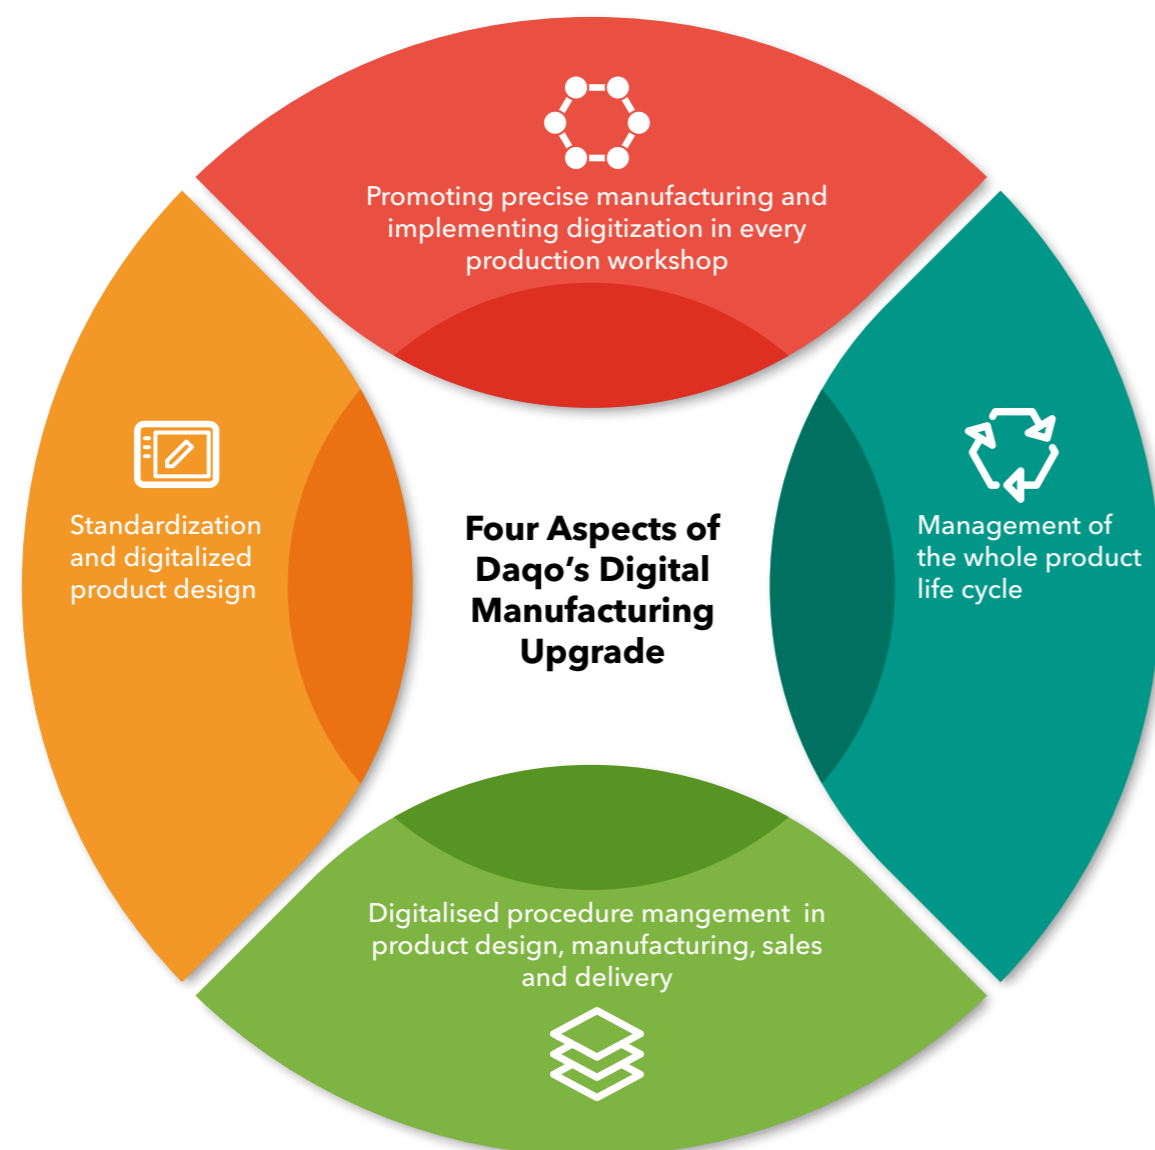 Promoting precise manufacturing and
implementing digitization in every
production workshop
Standardization
and digitalized
product design
Four Aspects of
Daqo’s Digital
Manufacturing
Upgrade
Management of
the whole product
life cycle
Digitalised procedure mangement  in
product design, manufacturing, sales
and delivery